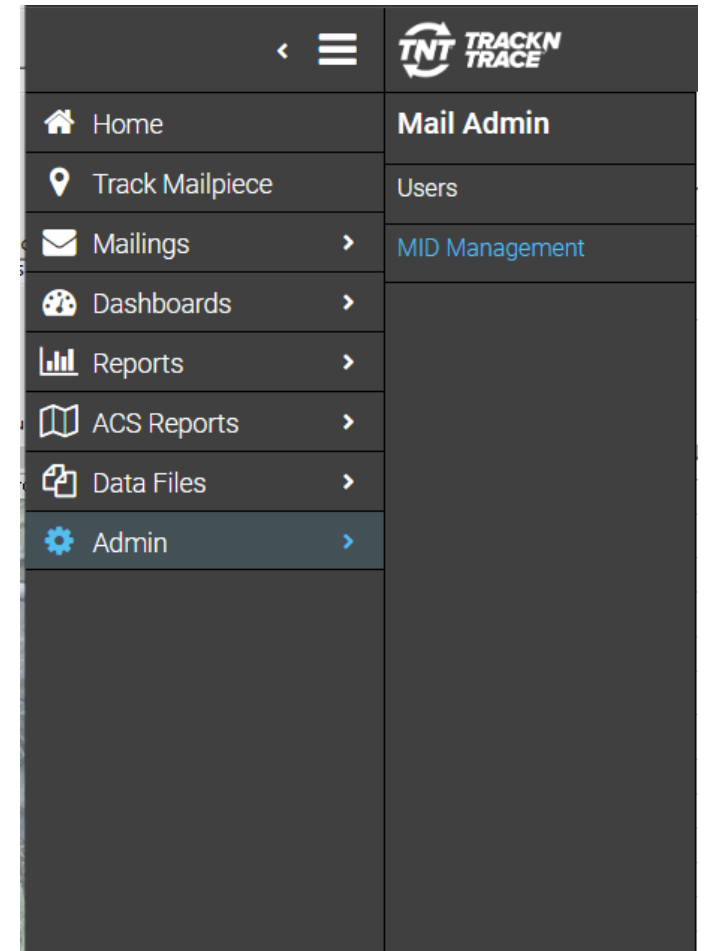 TNT TRACKN
TRACE
Home
Track Mailpiece
Mailings
Dashboards
Reports
ACS Reports
Data Files
Admin
Mail Admin
Users
MID Management